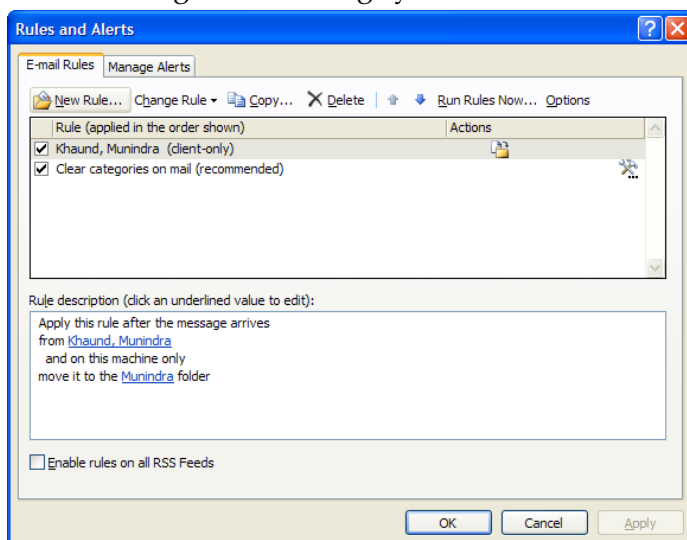 Rules and Alerts
E-mail Rules
Manage Alerts
New Rule... Change Rule Copy... Delete Run Rules Now... Options
Rule (applied in the order shown) Actions
Khaund, Munindra (client-only)
Clear categories on mail (recommended)
Rule description (click an underlined value to edit):
Apply this rule after the message arrives
from Khaund, Munindra
and on this machine only
move it to the Munindra folder
Enable rules on all RSS Feeds
OK Cancel Apply